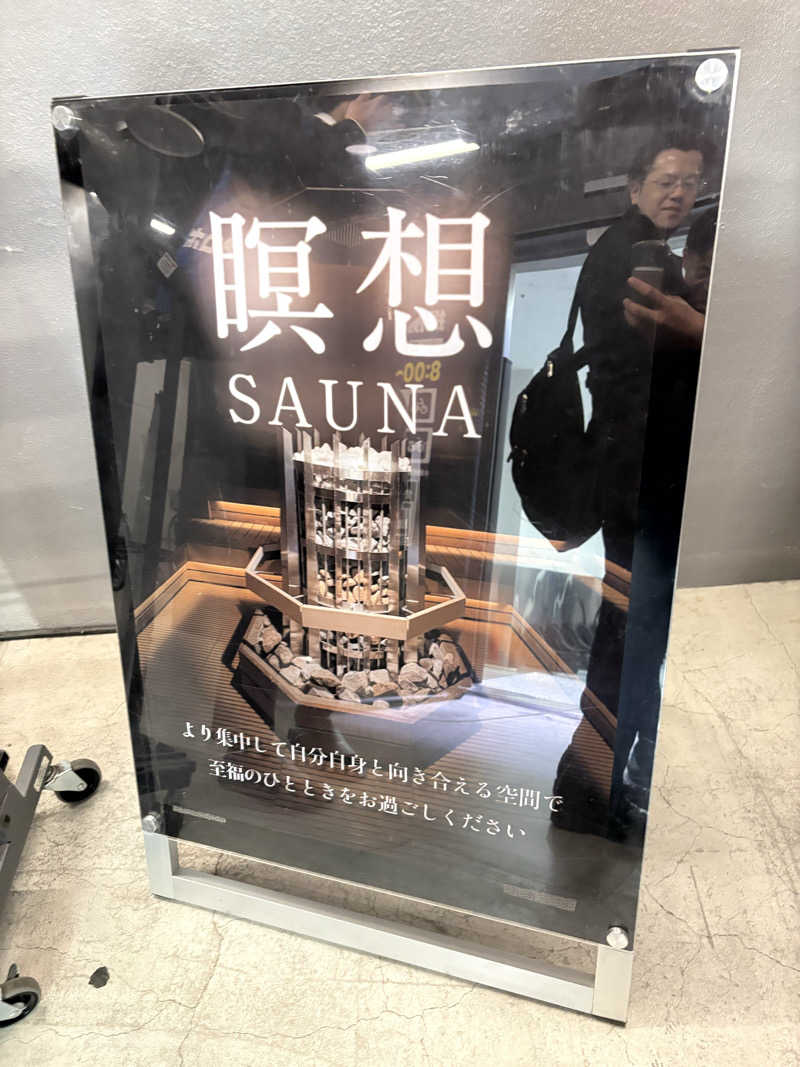 瞑想
SAUNA
~00:8
より集中して自分自身と向き合える空間で
至福のひとときをお過ごしください